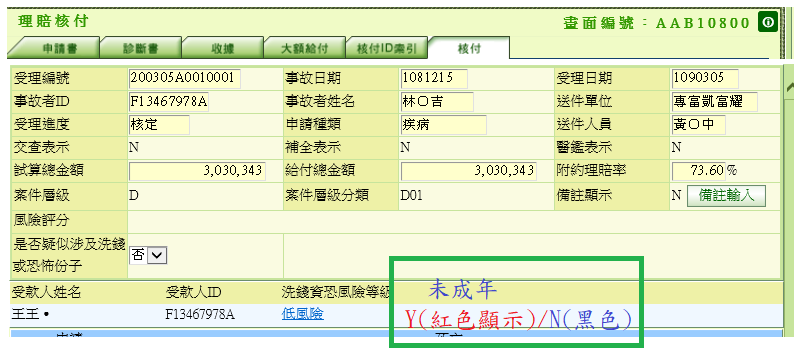 理賠核付 畫面編號：AAB10800
申請書 診斷書 收據 大額給付 核付ID索引 核付
受理編號 200305A0010001 事故日期 1081215 受理日期 1090305
事故者ID F13467978A 事故者姓名 林○吉 送件單位 專富凱富耀
受理進度 核定 申請種類 疾病 送件人員 黃○中
交查表示 N 補全表示 N 醫鑑表示 N
試算總金額 3,030,343 給付總金額 3,030,343 附約理賠率 73.60%
案件層級 D 案件層級分類 D01 備註顯示 N 備註輸入
風險評分
是否疑似涉及洗錢或恐怖份子 否
受款人姓名 受款人ID 洗錢資恐風險等級 未成年
王王• F13467978A 低風險 Y(紅色顯示)/N(黑色)